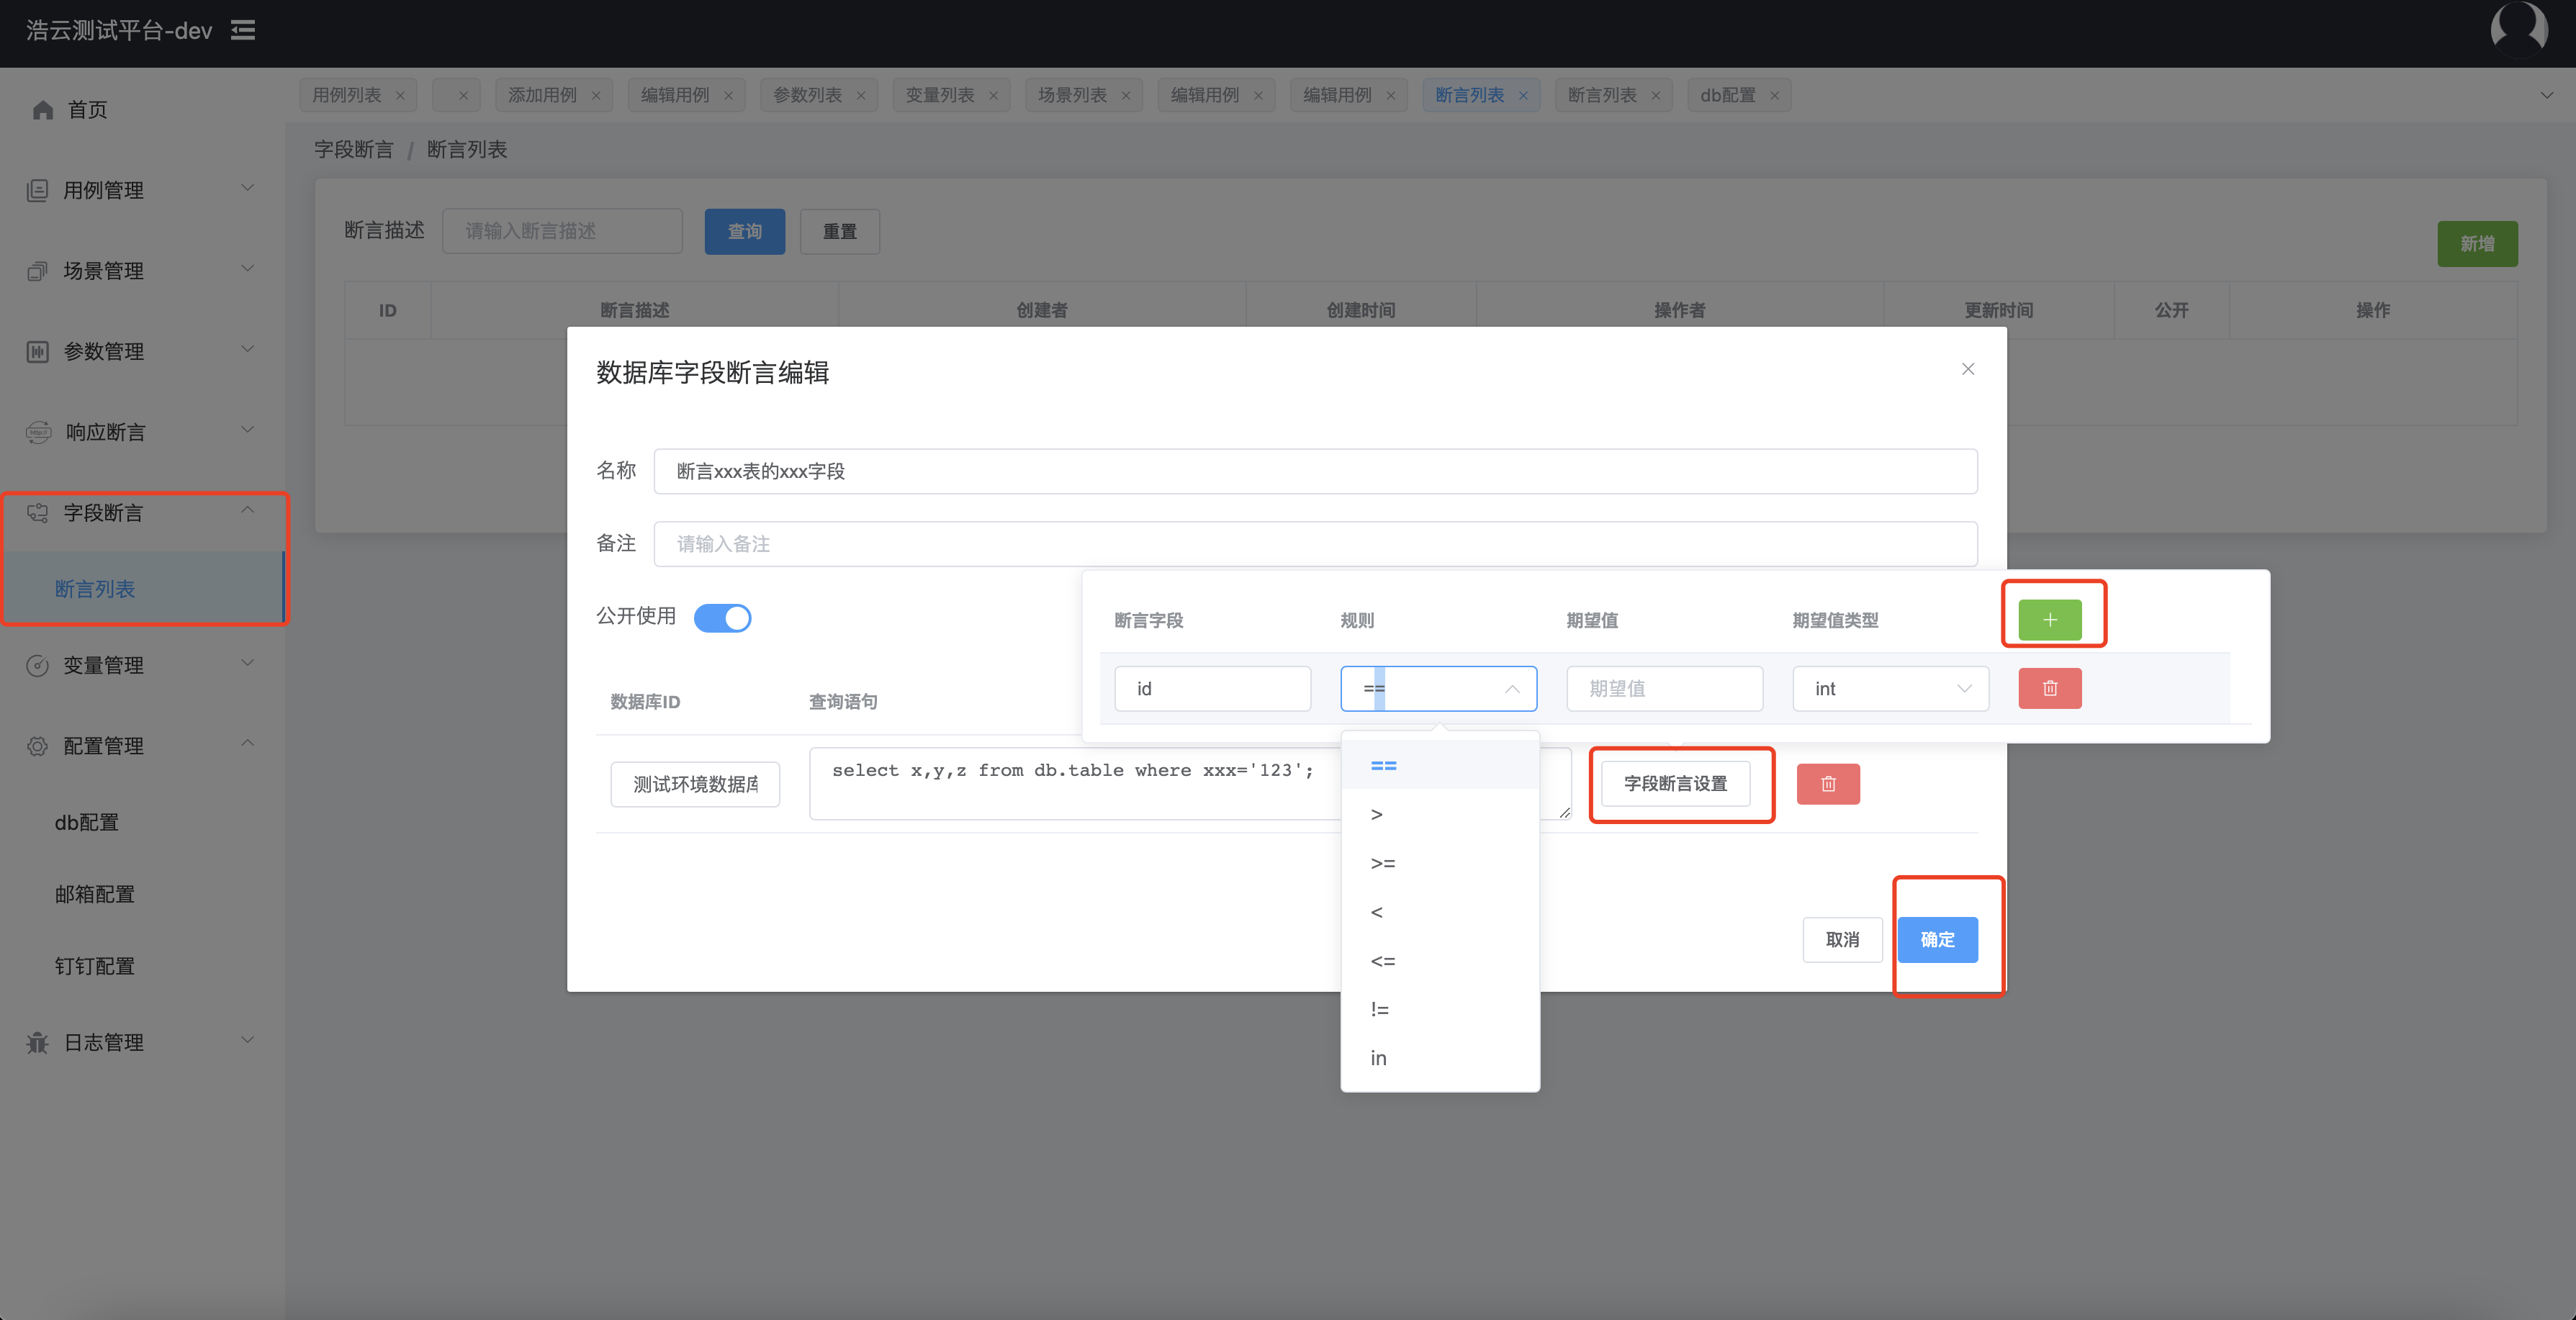 浩云测试平台-dev
首页
用例管理
场景管理
参数管理
响应断言
字段断言
断言列表
变量管理
配置管理
db配置
邮箱配置
钉钉配置
日志管理
用例列表 添加用例 编辑用例 参数列表 变量列表 场景列表 编辑用例 编辑用例 断言列表 断言列表 db配置
字段断言 / 断言列表
断言描述 请输入断言描述 查询 重置
新增
ID 断言描述 创建者 创建时间 操作者 更新时间 公开 操作
数据库字段断言编辑
名称 断言xxx表的xxx字段
备注 请输入备注
公开使用
断言字段 规则 期望值 期望值类型
id == 期望值 int
数据库ID 查询语句
测试环境数据库 select x,y,z from db.table where xxx='123'; 字段断言设置
==
>
>=
<
<=
!=
in
取消 确定